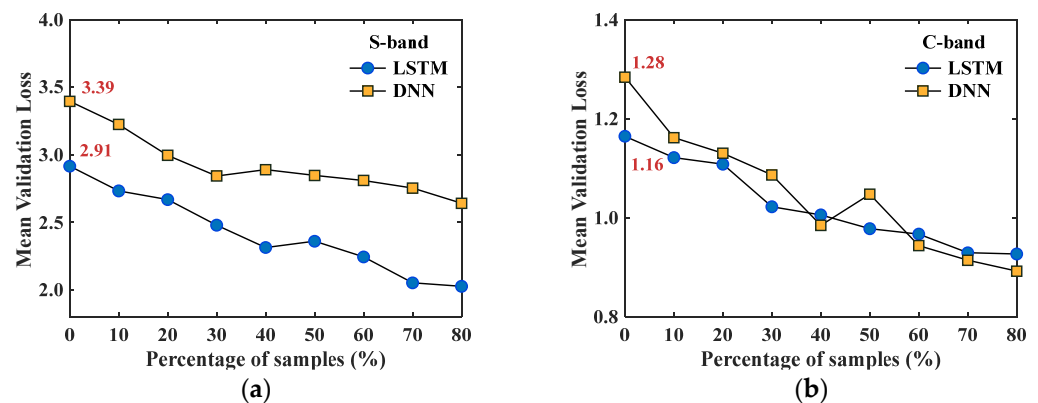 4.0
3.5
3.0
2.5
2.0
Mean Validation Loss
3.39
2.91
S-band
LSTM
DNN
0 10 20 30 40 50 60 70 80
Percentage of samples (%)
(a)
1.4
1.2
1.0
0.8
Mean Validation Loss
1.28
1.16
C-band
LSTM
DNN
0 10 20 30 40 50 60 70 80
Percentage of samples (%)
(b)